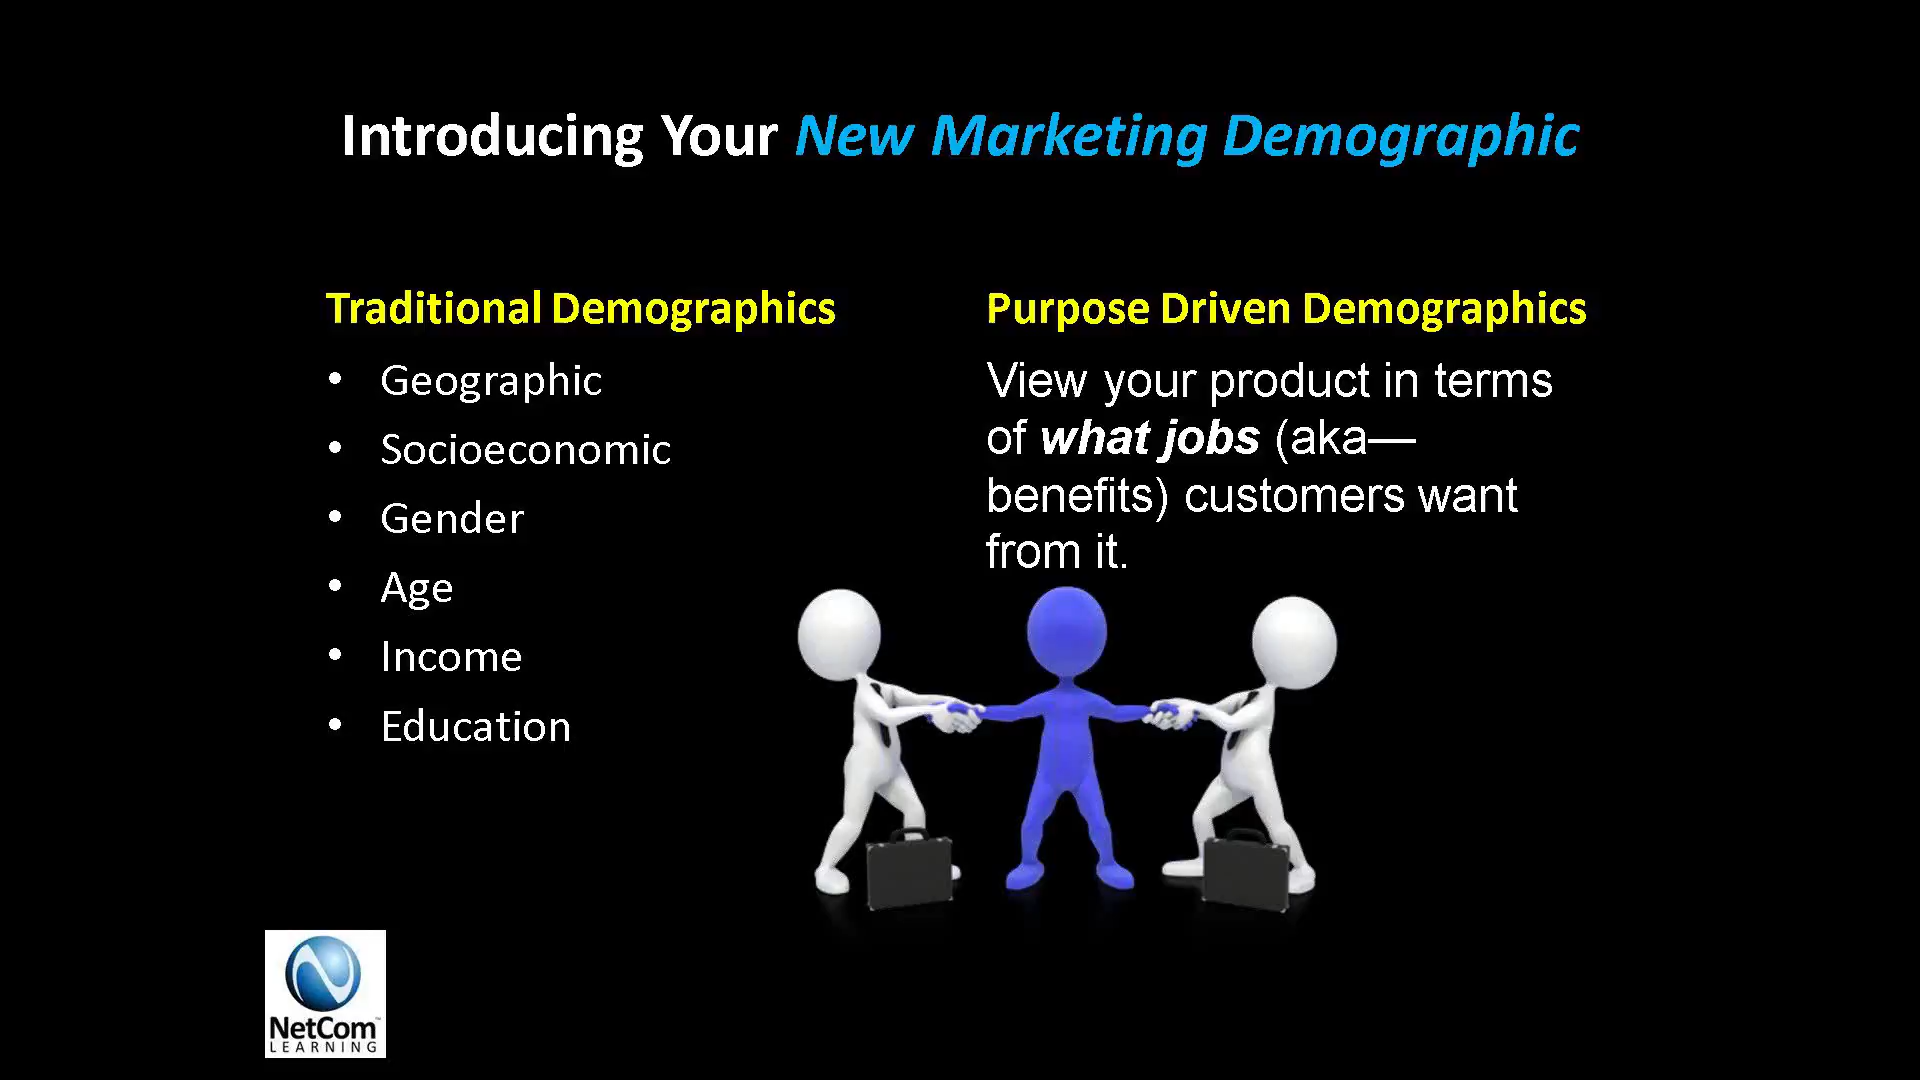 Introducing Your New Marketing Demographic
Traditional Demographics
• Geographic
• Socioeconomic
• Gender
• Age
• Income
• Education
Purpose Driven Demographics
View your product in terms
of what jobs (aka—
benefits) customers want
from it.
NetCom™
LEARNING